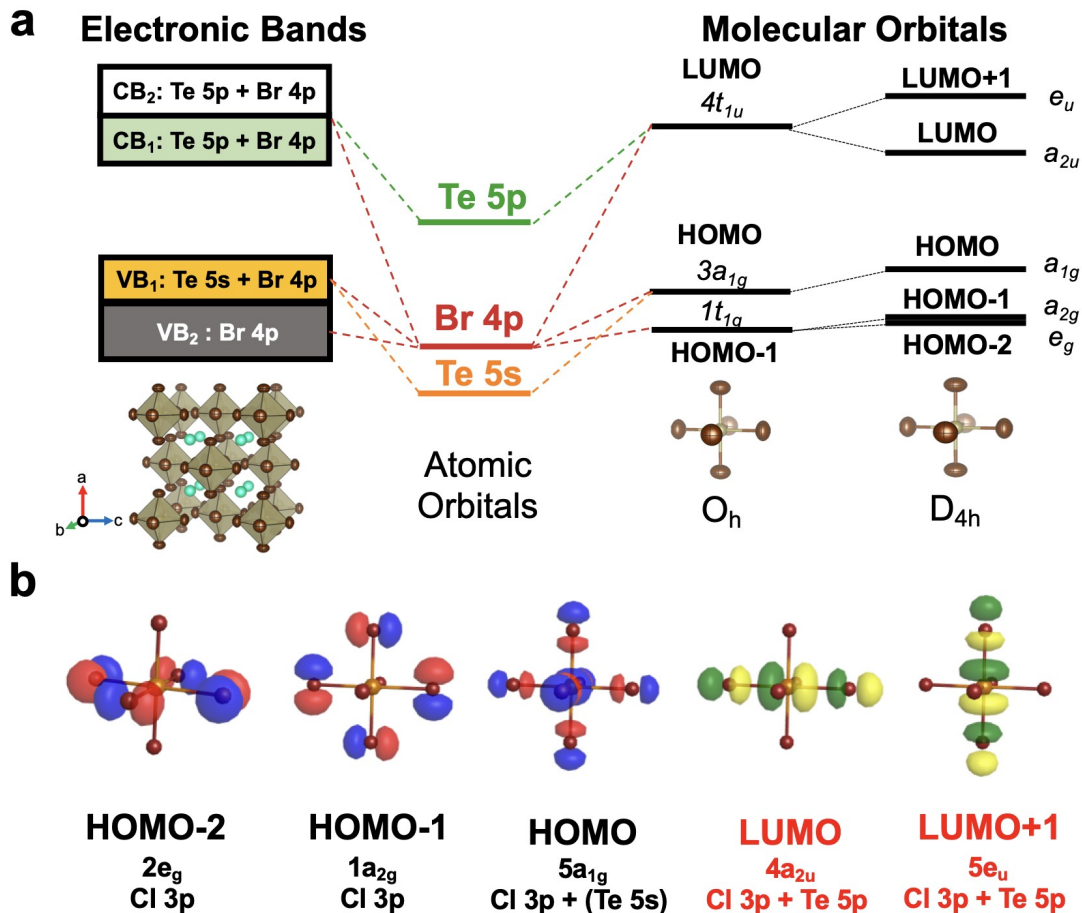 a
Electronic Bands
Molecular Orbitals
CB₂: Te 5p + Br 4p
CB₁: Te 5p + Br 4p
VB₁: Te 5s + Br 4p
VB₂ : Br 4p
Te 5p
Br 4p
Te 5s
Atomic
Orbitals
LUMO
4t₁ᵤ
HOMO
3a₁g
1t₁g
HOMO-1
LUMO+1
eᵤ
LUMO
a₂ᵤ
HOMO
a₁g
HOMO-1
a₂g
HOMO-2
eg
a
b
c
Oₕ
D₄ₕ
b
HOMO-2
2eg
Cl 3p
HOMO-1
1a₂g
Cl 3p
HOMO
5a₁g
Cl 3p + (Te 5s)
LUMO
4a₂ᵤ
Cl 3p + Te 5p
LUMO+1
5eᵤ
Cl 3p + Te 5p